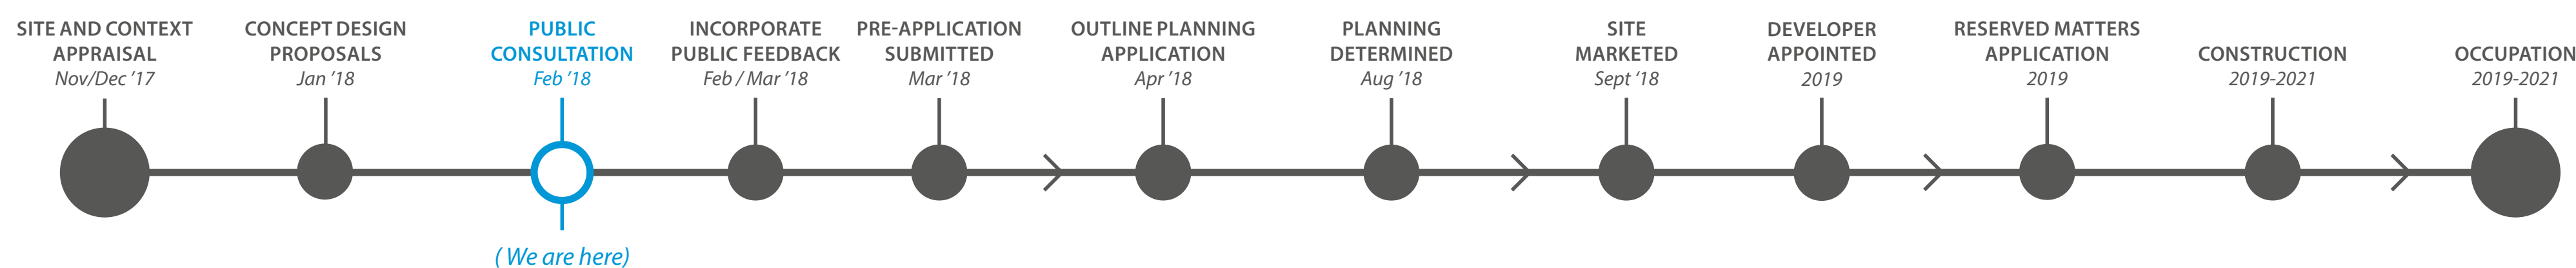 SITE AND CONTEXT
APPRAISAL
Nov/Dec ’17
CONCEPT DESIGN
PROPOSALS
Jan ’18
PUBLIC
CONSULTATION
Feb ’18
( We are here)
INCORPORATE
PUBLIC FEEDBACK
Feb / Mar ’18
PRE-APPLICATION
SUBMITTED
Mar ’18
OUTLINE PLANNING
APPLICATION
Apr ’18
PLANNING
DETERMINED
Aug ’18
SITE
MARKETED
Sept ‘18
DEVELOPER
APPOINTED
2019
RESERVED MATTERS
APPLICATION
2019
CONSTRUCTION
2019-2021
OCCUPATION
2019-2021